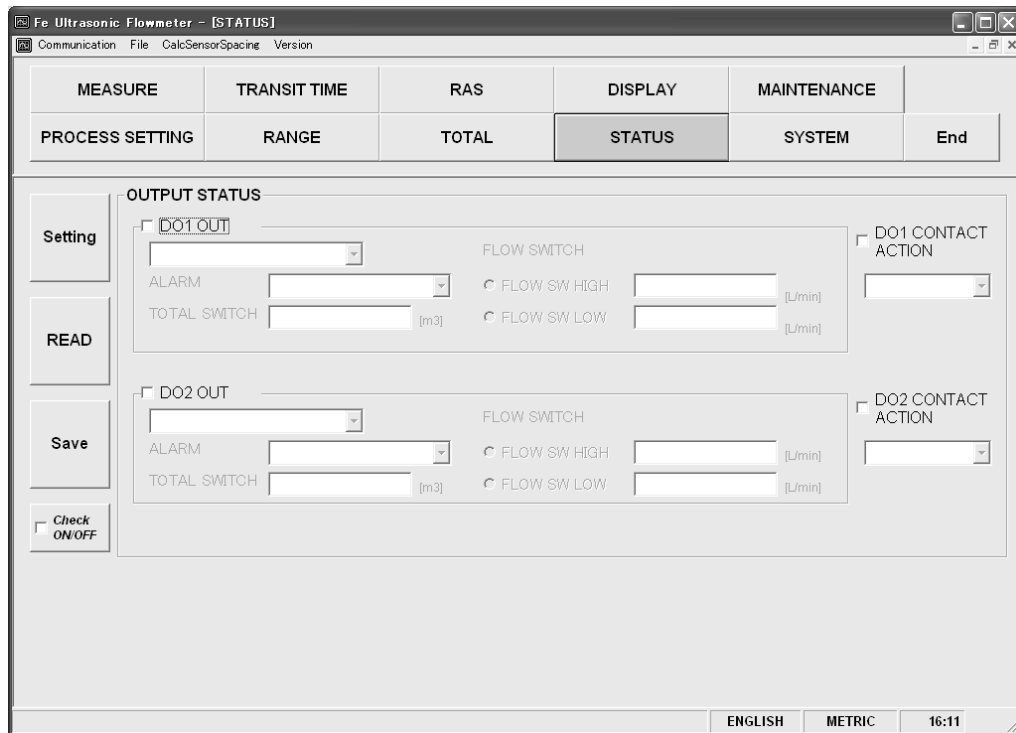 Fe Ultrasonic Flowmeter - [STATUS]
Communication File CalcSensorSpacing Version
MEASURE TRANSIT TIME RAS DISPLAY MAINTENANCE
PROCESS SETTING RANGE TOTAL STATUS SYSTEM End
Setting
READ
Save
Check
ON/OFF
OUTPUT STATUS
DO1 OUT
FLOW SWITCH
ALARM
FLOW SW HIGH [L/min]
TOTAL SWITCH [m3]
FLOW SW LOW [L/min]
DO1 CONTACT
ACTION
DO2 OUT
FLOW SWITCH
ALARM
FLOW SW HIGH [L/min]
TOTAL SWITCH [m3]
FLOW SW LOW [L/min]
DO2 CONTACT
ACTION
ENGLISH METRIC 16:11